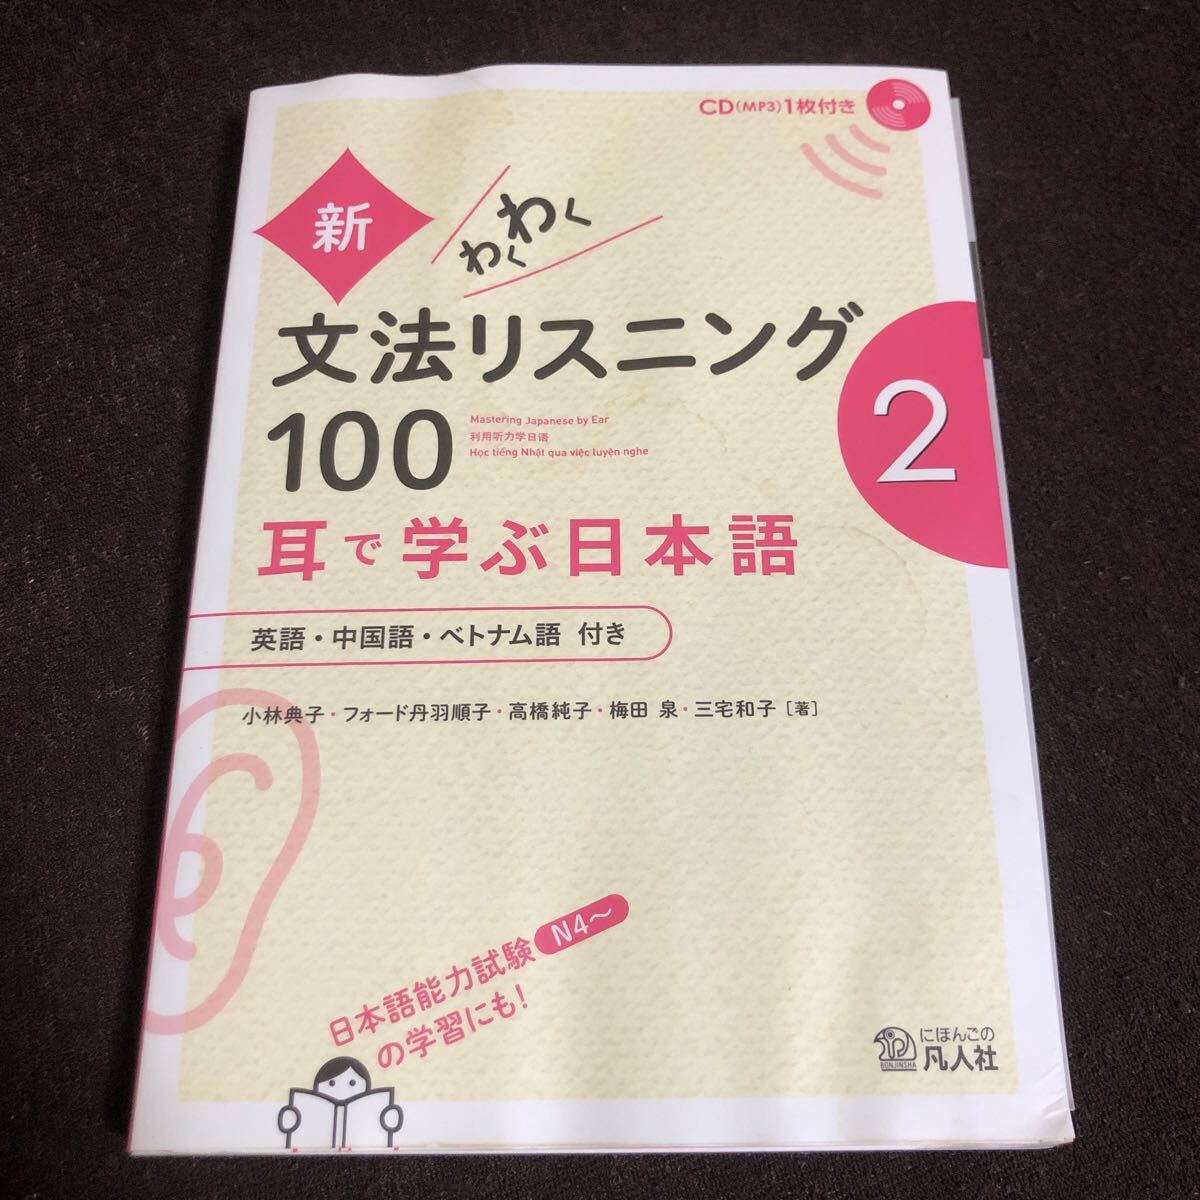 CD(MP3)1枚付き
新
わくわく
文法リスニング
100
Mastering Japanese by Ear
利用听力学日语
Học tiếng Nhật qua việc luyện nghe
2
耳で学ぶ日本語
英語・中国語・ベトナム語 付き
小林典子・フォード丹羽順子・高橋純子・梅田 泉・三宅和子［著］
日本語能力試験 N4～
の学習にも!
BONJINSHA
にほんごの
凡人社